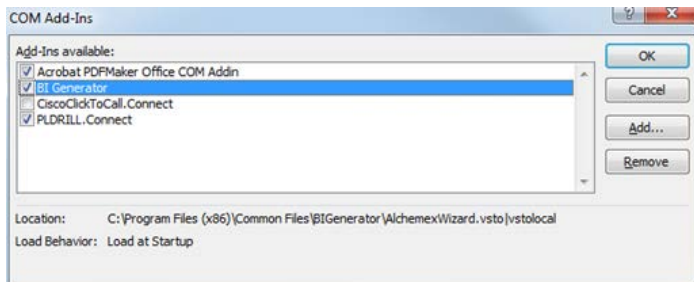 COM Add-Ins
Add-Ins available:
Acrobat PDFMaker Office COM Addin
BI Generator
CiscoClickToCall.Connect
PLDRILL.Connect
OK
Cancel
Add...
Remove
Location: C:\Program Files (x86)\Common Files\BIGenerator\AlchemexWizard.vsto|vstolocal
Load Behavior: Load at Startup